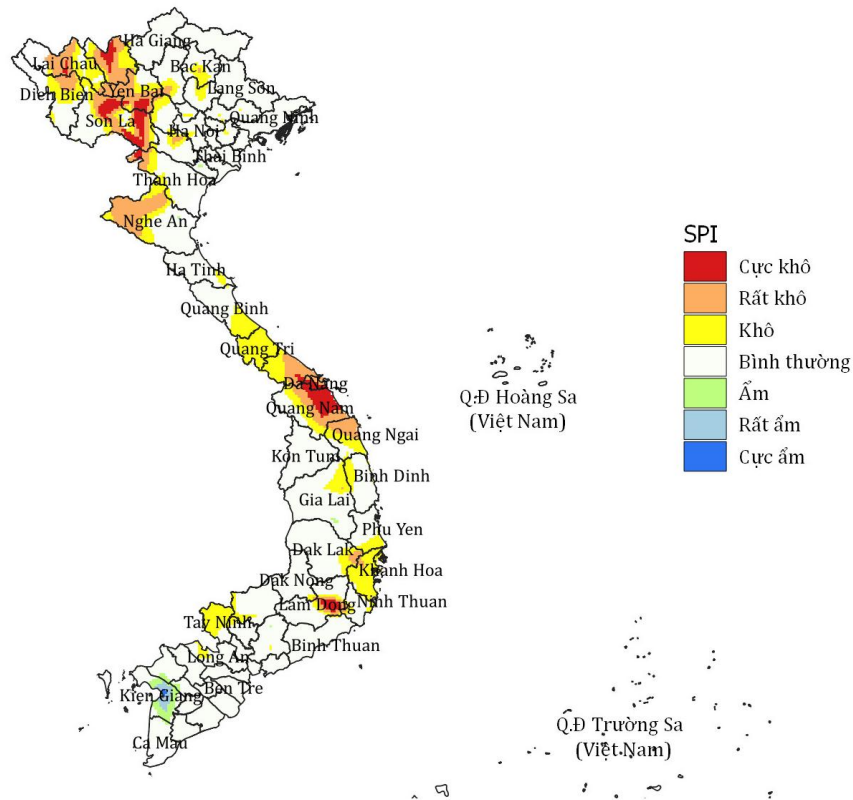 Ha Giang
Lai Chau
Bac Kan
Dien Bien
Yen Bai
Lang Son
Son La
Quang Ninh
Ha Noi
Thai Binh
Thanh Hoa
Nghe An
Ha Tinh
Quang Binh
Quang Tri
Da Nang
Quang Nam
Quang Ngai
Kon Tum
Binh Dinh
Gia Lai
Phu Yen
Dak Lak
Khanh Hoa
Dak Nong
Lam Dong
Ninh Thuan
Tay Ninh
Binh Thuan
Long An
Kien Giang
Ben Tre
Ca Mau
SPI
Cực khô
Rất khô
Khô
Bình thường
Ẩm
Rất ẩm
Cực ẩm
Q.Đ Hoàng Sa
(Việt Nam)
Q.Đ Trường Sa
(Việt Nam)